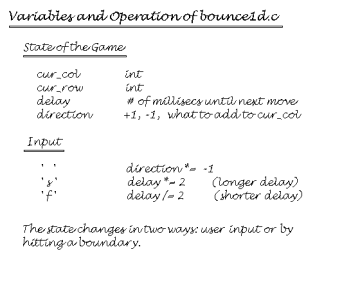 Variables and Operation of bounce1d.c
State of the Game
cur_col int
cur_row int
delay # of millisecs until next move
direction +1, -1, what to add to cur_col
Input
' ' direction *= -1
's' delay *= 2 (longer delay)
'f' delay /= 2 (shorter delay)
The state changes in two ways: user input or by
hitting a boundary.